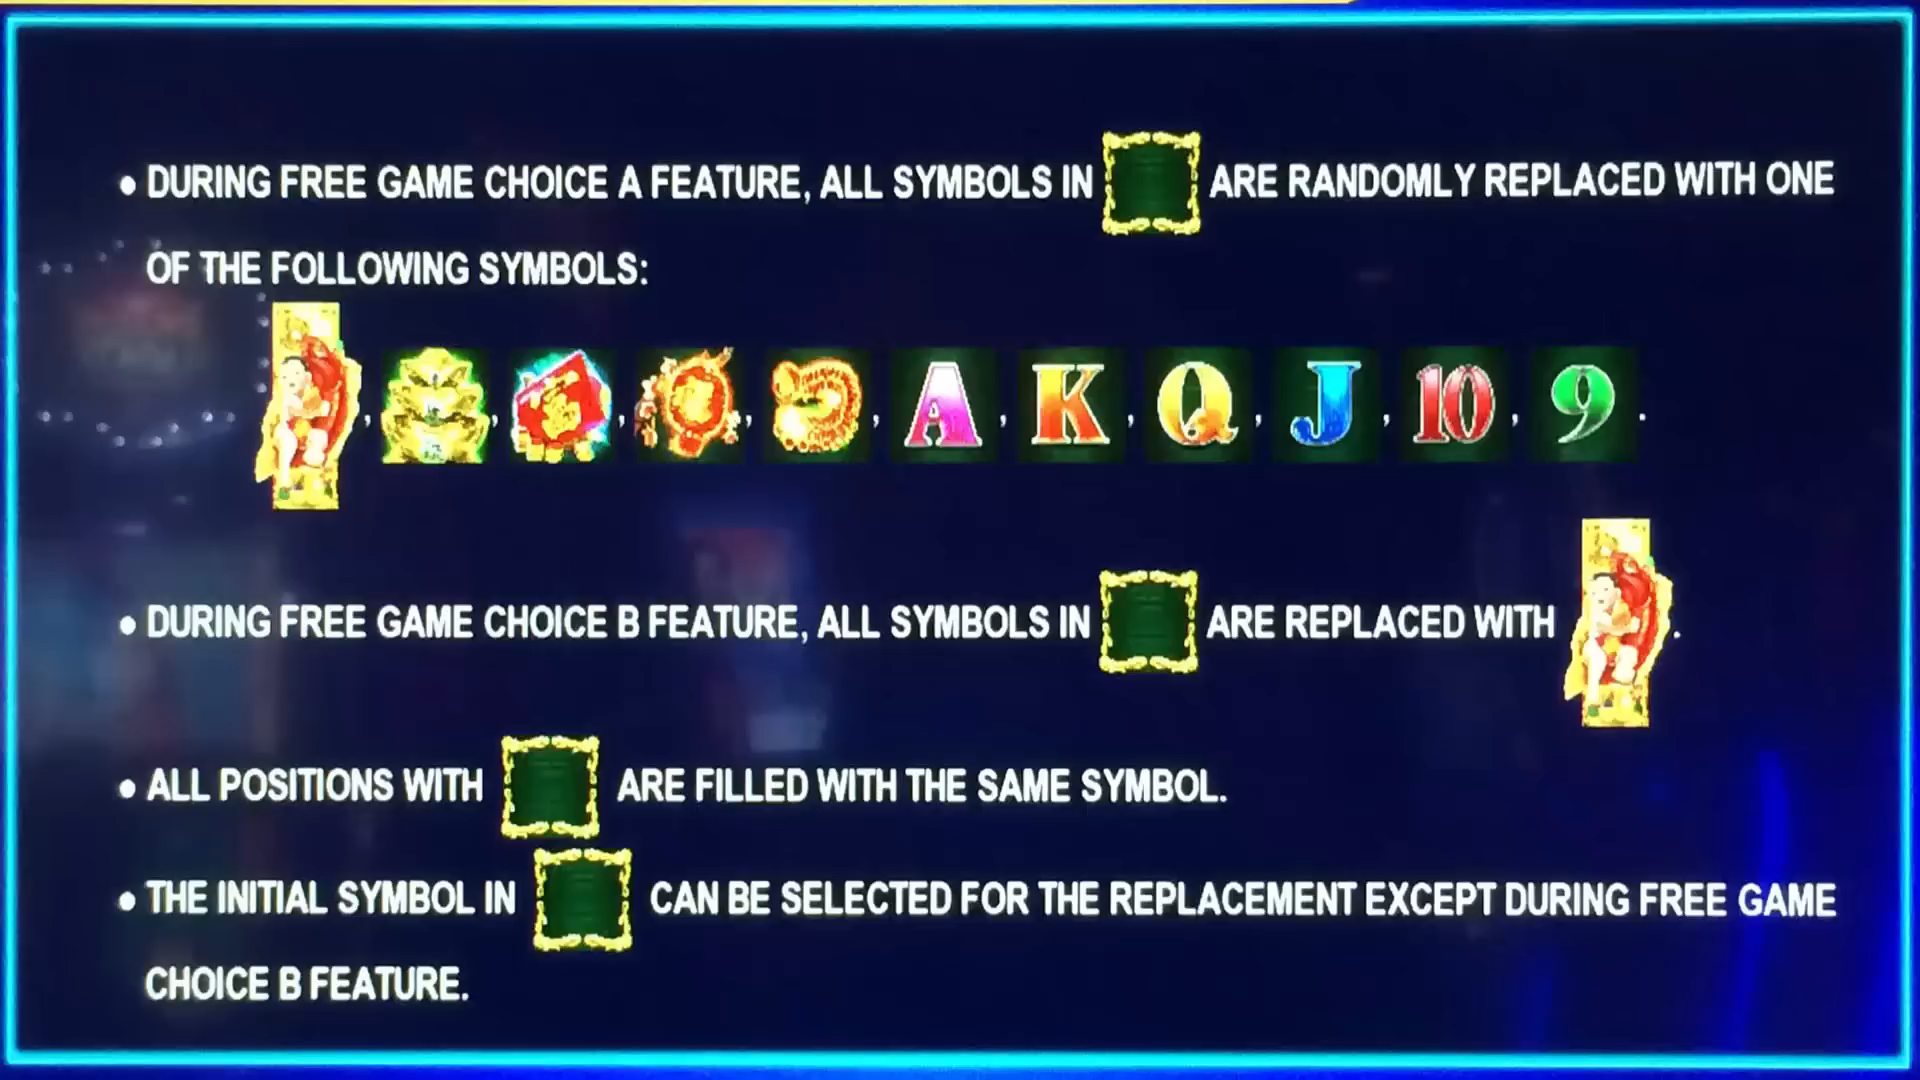 • DURING FREE GAME CHOICE A FEATURE, ALL SYMBOLS IN ARE RANDOMLY REPLACED WITH ONE
OF THE FOLLOWING SYMBOLS:
, , , , , A , K , Q , J , 10 , 9 .
• DURING FREE GAME CHOICE B FEATURE, ALL SYMBOLS IN ARE REPLACED WITH .
• ALL POSITIONS WITH ARE FILLED WITH THE SAME SYMBOL.
• THE INITIAL SYMBOL IN CAN BE SELECTED FOR THE REPLACEMENT EXCEPT DURING FREE GAME
CHOICE B FEATURE.